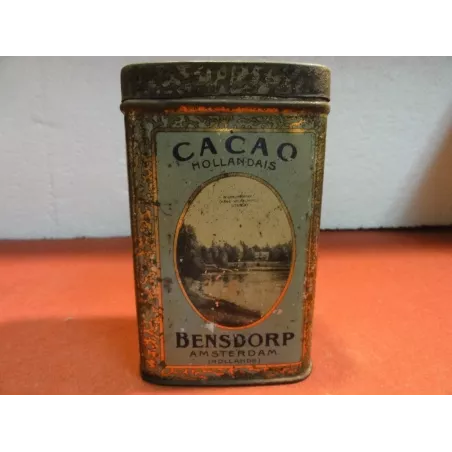 CACAO
HOLLANDAIS
BENSDORP
AMSTERDAM
(HOLLANDE)